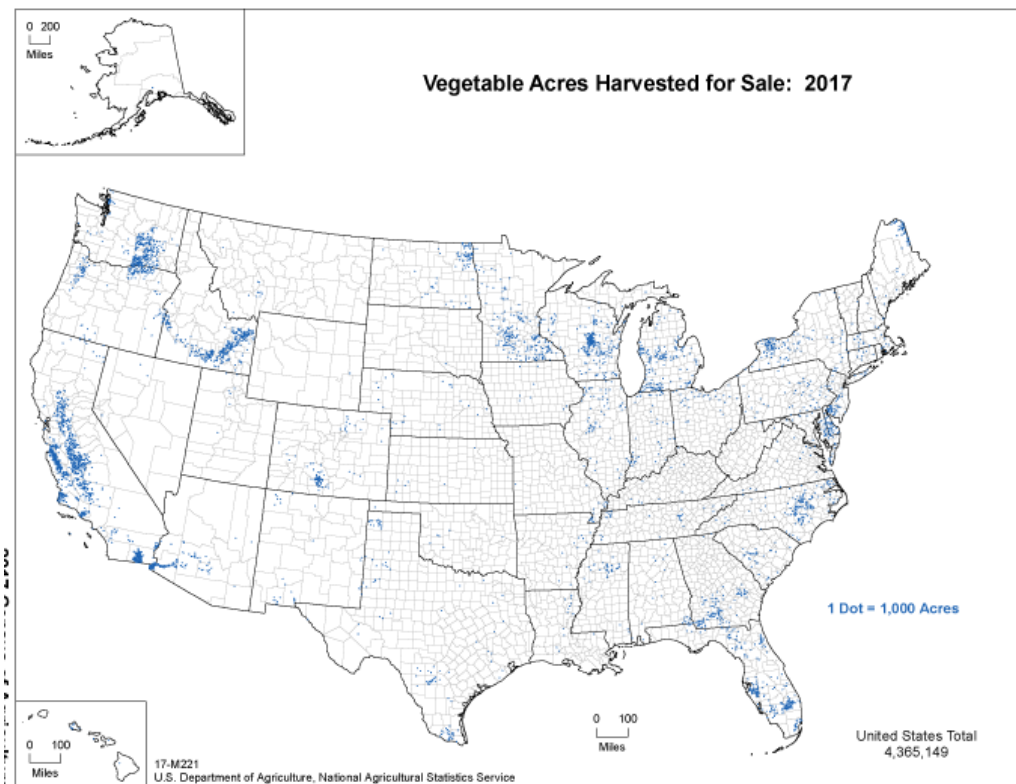 0 200
Miles
Vegetable Acres Harvested for Sale: 2017
1 Dot = 1,000 Acres
0 100
Miles
0 100
Miles
United States Total
4,365,149
17-M221
U.S. Department of Agriculture, National Agricultural Statistics Service